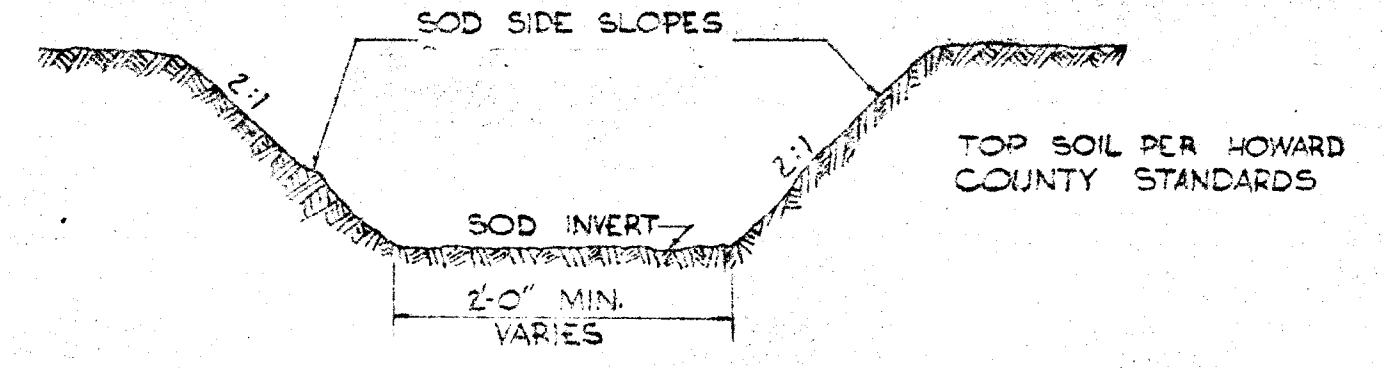 SOD SIDE SLOPES
2:1
2:1
TOP SOIL PER HOWARD
COUNTY STANDARDS
SOD INVERT
2'-0" MIN.
VARIES